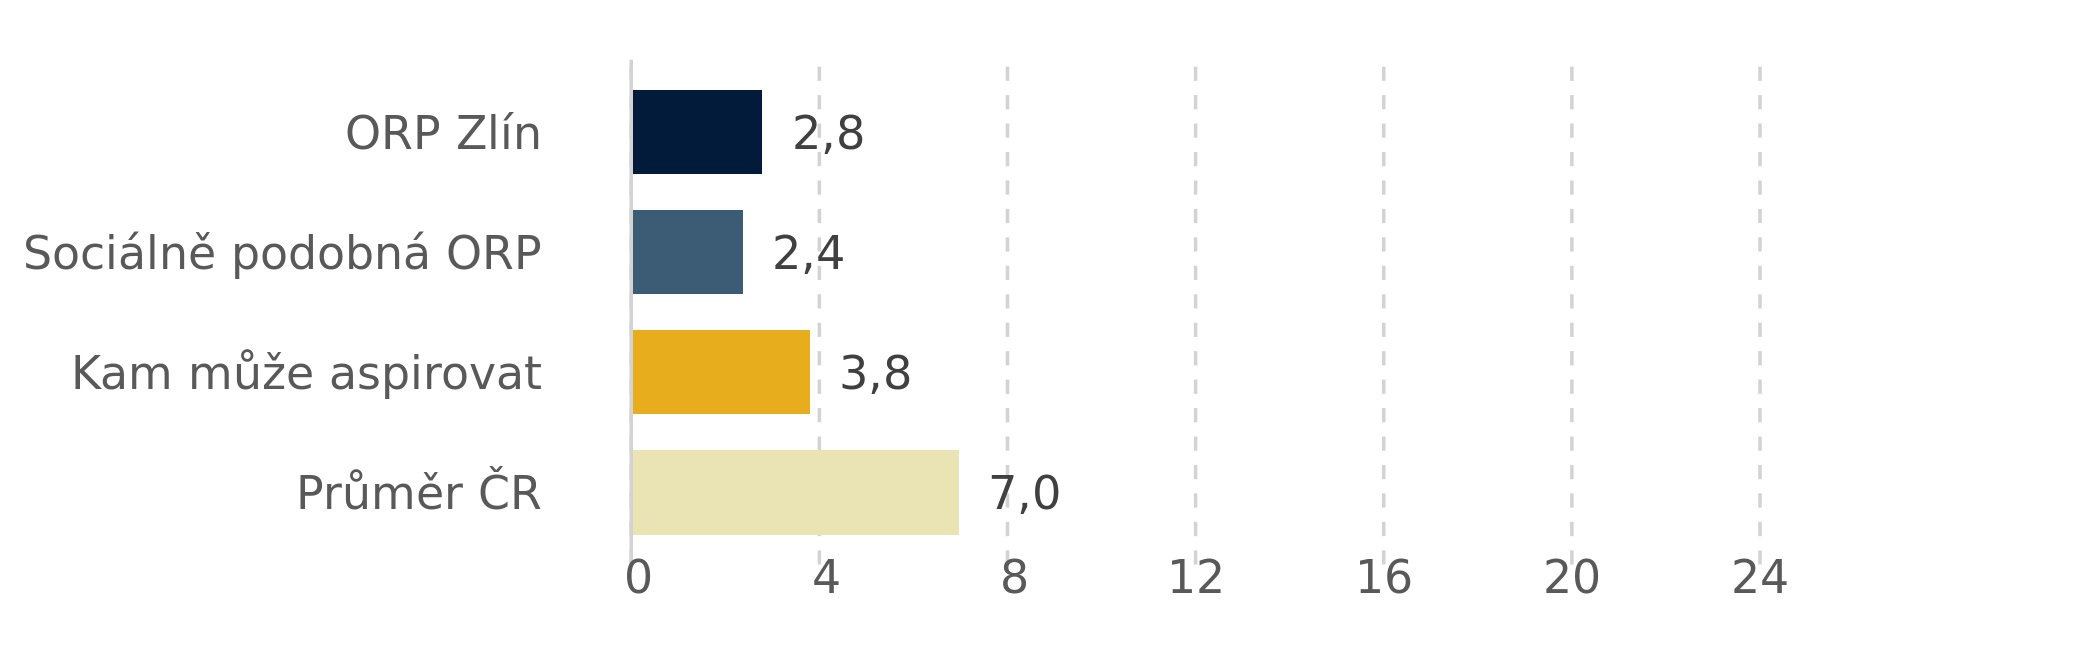 ORP Zlín 2,8
Sociálně podobná ORP 2,4
Kam může aspirovat 3,8
Průměr ČR 7,0
0 4 8 12 16 20 24